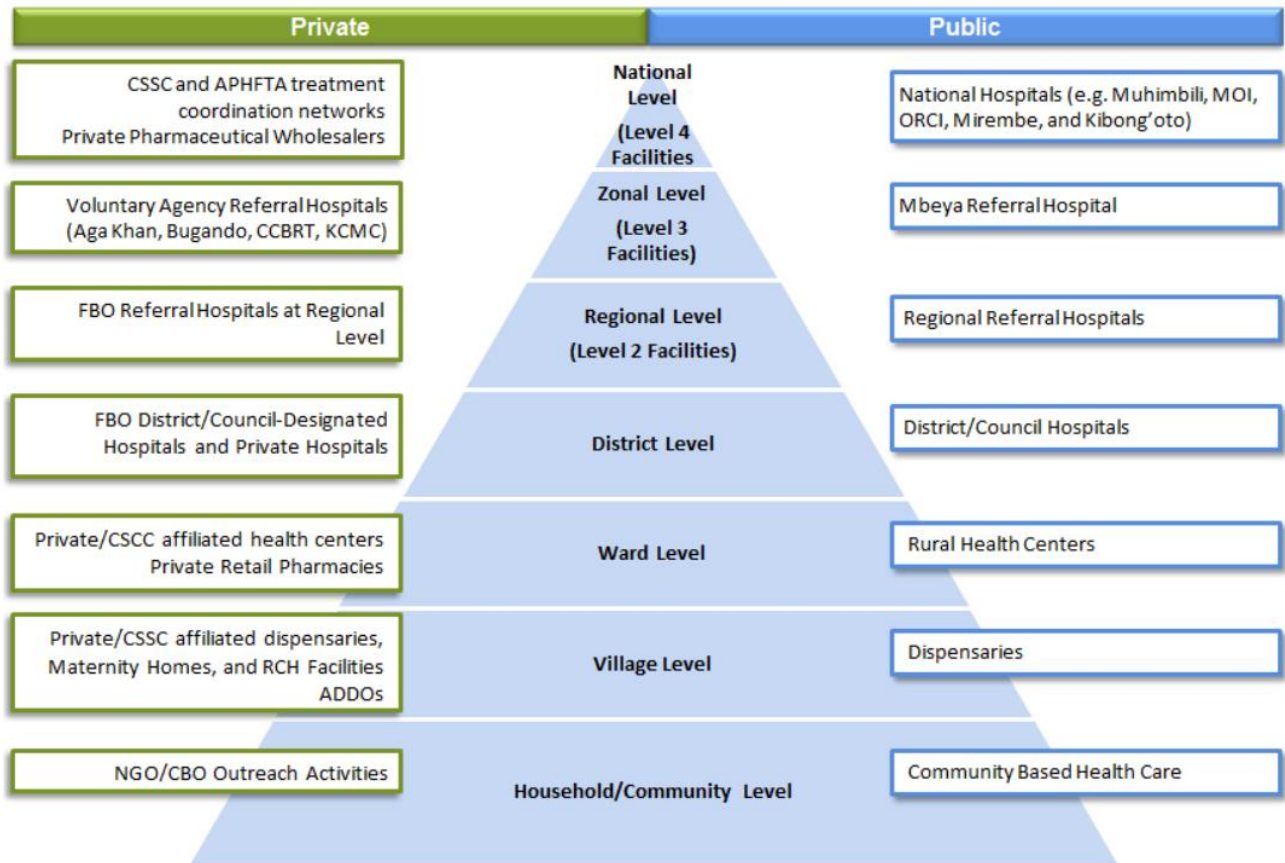 Private
Public
CSSC and APHFTA treatment
coordination networks
Private Pharmaceutical Wholesalers
National
Level
(Level 4
Facilities
National Hospitals (e.g. Muhimbili, MOI,
ORCI, Mirembe, and Kibong’oto)
Voluntary Agency Referral Hospitals
(Aga Khan, Bugando, CCBRT, KCMC)
Zonal Level
(Level 3
Facilities)
Mbeya Referral Hospital
FBO Referral Hospitals at Regional
Level
Regional Level
(Level 2 Facilities)
Regional Referral Hospitals
FBO District/Council-Designated
Hospitals and Private Hospitals
District Level
District/Council Hospitals
Private/CSCC affiliated health centers
Private Retail Pharmacies
Ward Level
Rural Health Centers
Private/CSSC affiliated dispensaries,
Maternity Homes, and RCH Facilities
ADDOs
Village Level
Dispensaries
NGO/CBO Outreach Activities
Household/Community Level
Community Based Health Care